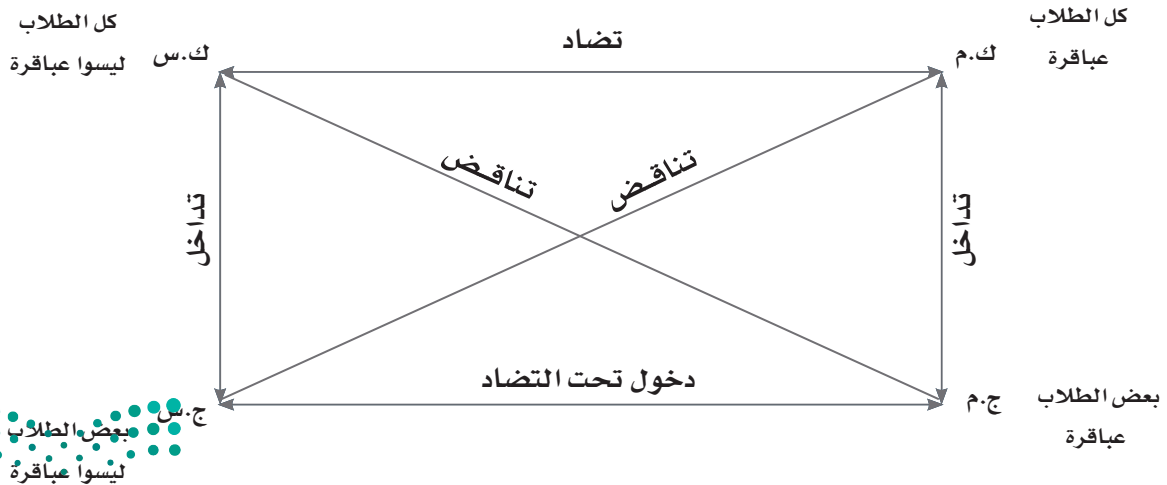 كل الطلاب
عباقرة
ك.م
تضاد
ك.س
كل الطلاب
ليسوا عباقرة
تناقض
تناقض
تداخل
تداخل
بعض الطلاب
عباقرة
ج.م
دخول تحت التضاد
ج.س
بعض الطلاب
ليسوا عباقرة